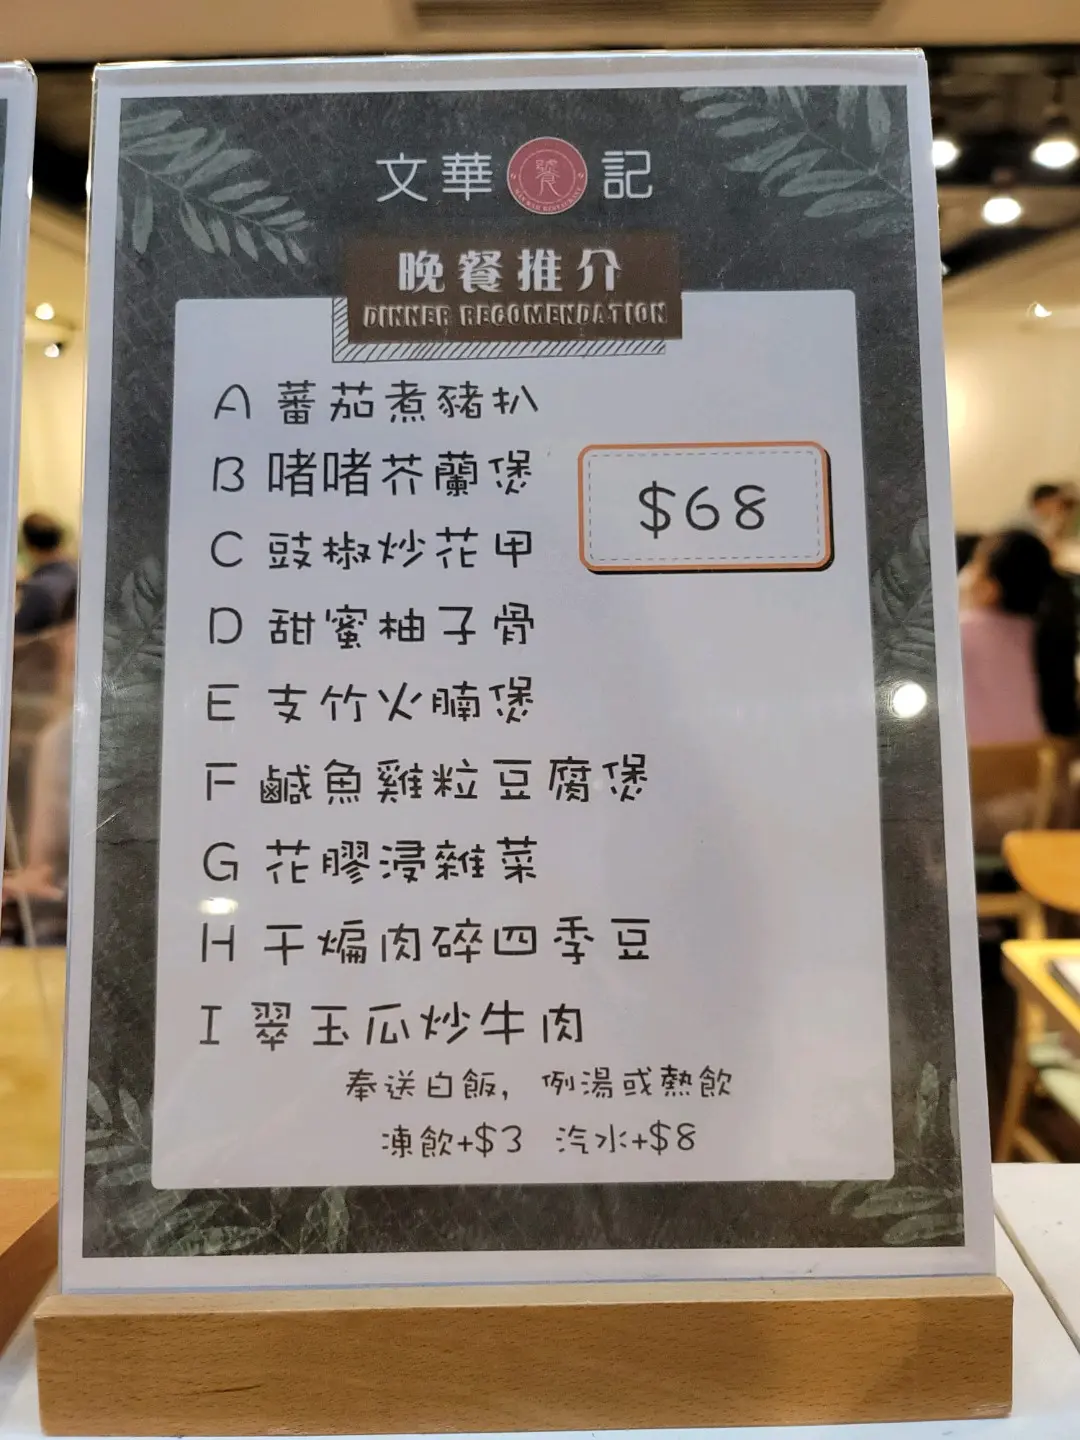 文華 饕 記
晚餐推介
DINNER RECOMENDATION
A 蕃茄煮豬扒
B 啫啫芥蘭煲
$68
C 豉椒炒花甲
D 甜蜜柚子骨
E 支竹火腩煲
F 鹹魚雞粒豆腐煲
G 花膠浸雜菜
H 干煸肉碎四季豆
I 翠玉瓜炒牛肉
奉送白飯, 例湯或熱飲
凍飲+$3 汽水+$8